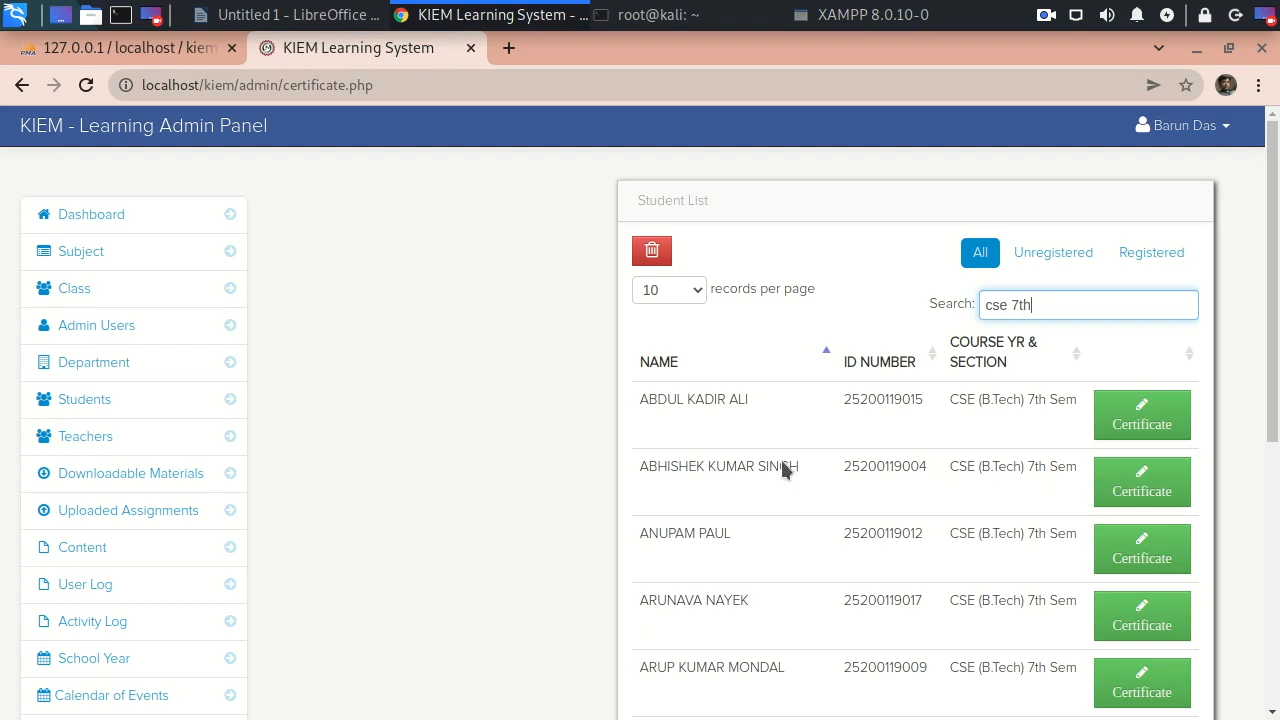 Untitled 1 - LibreOffice ...
KIEM Learning System - ...
root@kali: ~
XAMPP 8.0.10-0
127.0.0.1 / localhost / kiem
KIEM Learning System
localhost/kiem/admin/certificate.php
KIEM - Learning Admin Panel
Barun Das
Dashboard
Subject
Class
Admin Users
Department
Students
Teachers
Downloadable Materials
Uploaded Assignments
Content
User Log
Activity Log
School Year
Calendar of Events
Student List
All Unregistered Registered
10 records per page
Search: cse 7th
NAME ID NUMBER COURSE YR & SECTION
ABDUL KADIR ALI 25200119015 CSE (B.Tech) 7th Sem Certificate
ABHISHEK KUMAR SINGH 25200119004 CSE (B.Tech) 7th Sem Certificate
ANUPAM PAUL 25200119012 CSE (B.Tech) 7th Sem Certificate
ARUNAVA NAYEK 25200119017 CSE (B.Tech) 7th Sem Certificate
ARUP KUMAR MONDAL 25200119009 CSE (B.Tech) 7th Sem Certificate